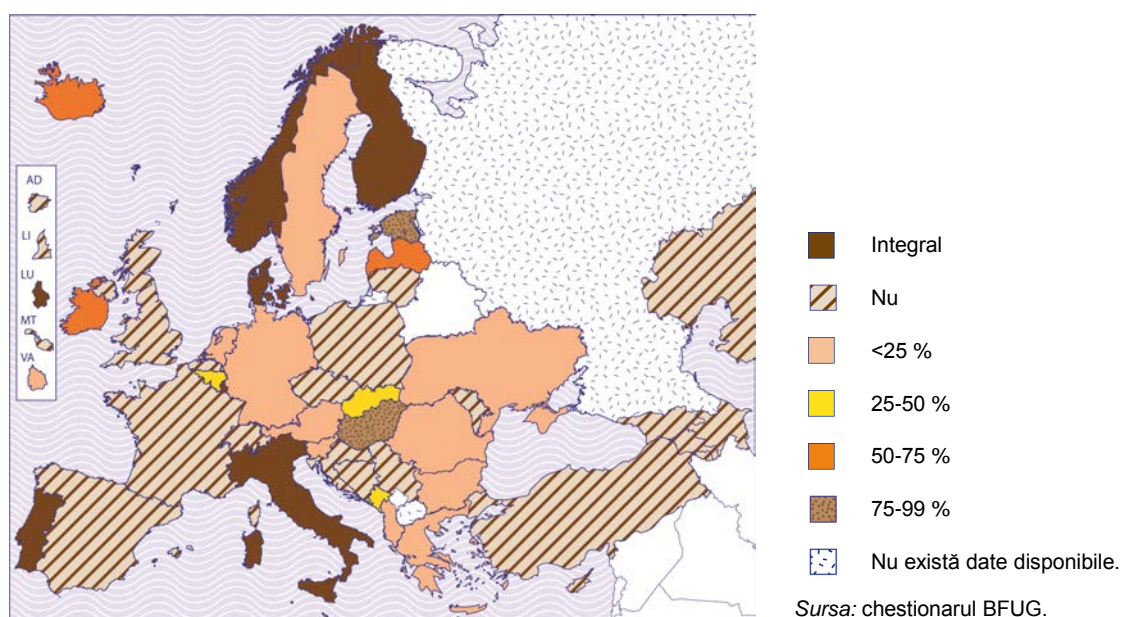 AD
LI
LU
MT
VA
Integral
Nu
<25 %
25-50 %
50-75 %
75-99 %
Nu există date disponibile.
Sursa: chestionarul BFUG.